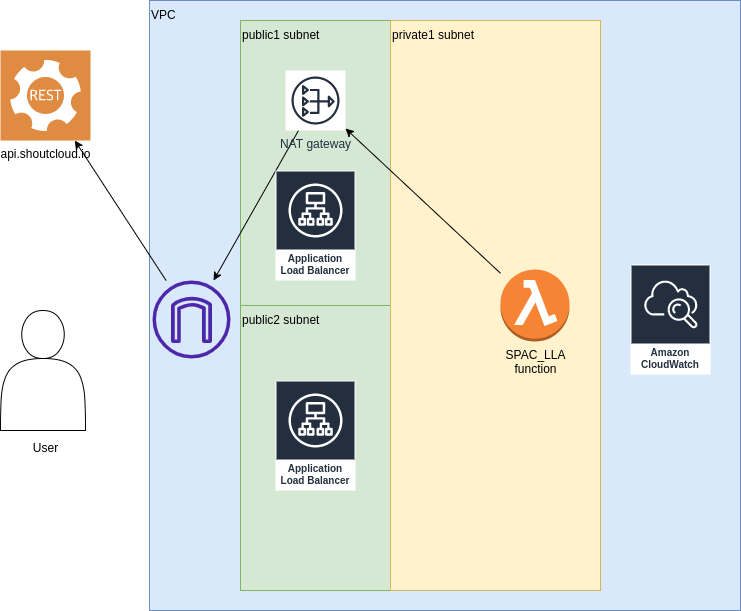 VPC
public1 subnet
private1 subnet
REST
api.shoutcloud.io
NAT gateway
Application
Load Balancer
public2 subnet
SPAC_LLA
function
Amazon
CloudWatch
Application
Load Balancer
User